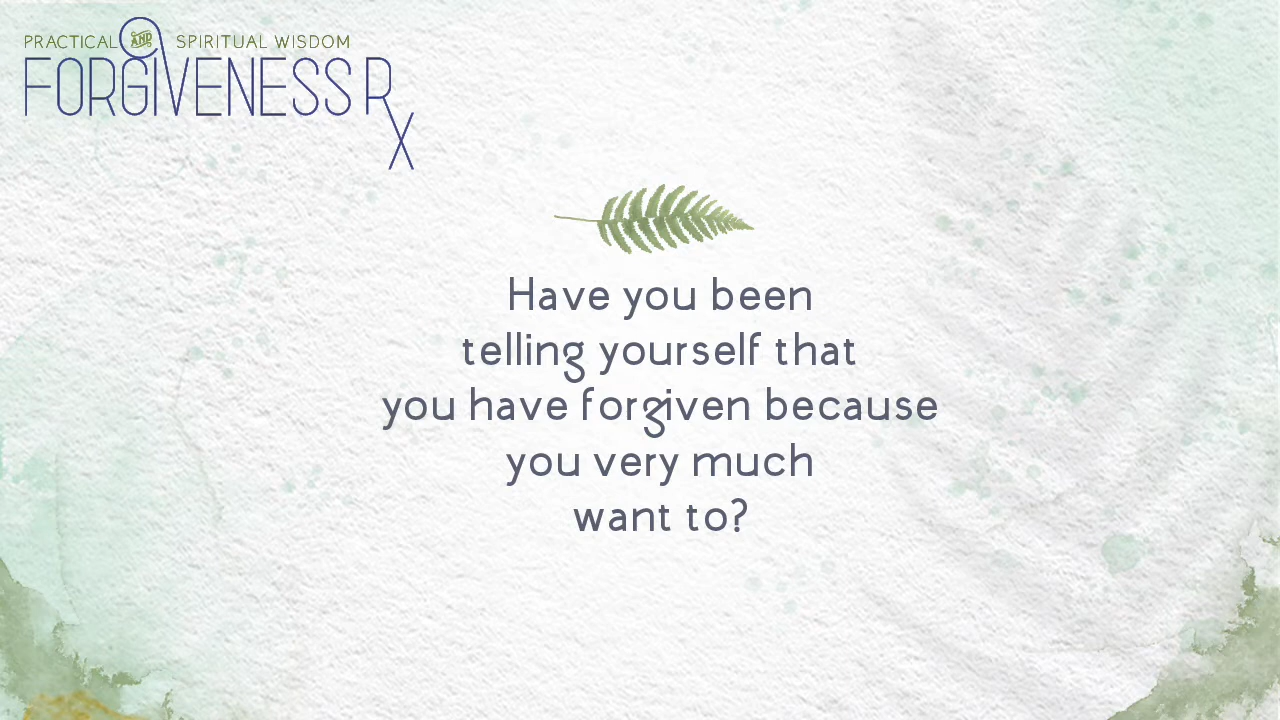 PRACTICAL AND SPIRITUAL WISDOM
FORGIVENESS RX
Have you been
telling yourself that
you have forgiven because
you very much
want to?